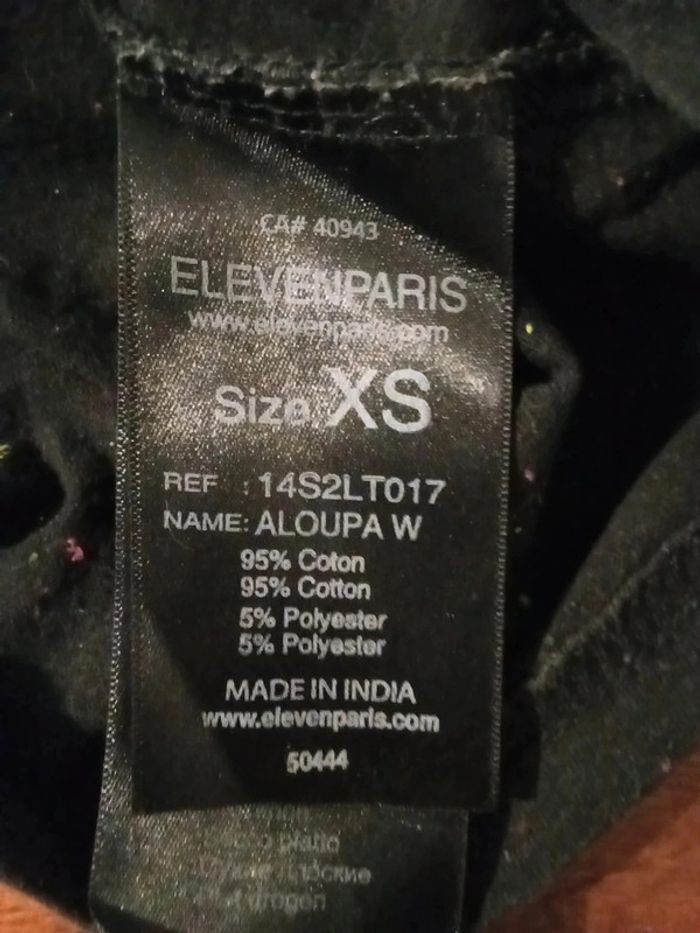 CA# 40943
ELEVENPARIS
www.elevenparis.com
Size XS
REF : 14S2LT017
NAME: ALOUPA W
95% Coton
95% Cotton
5% Polyester
5% Polyester
MADE IN INDIA
www.elevenparis.com
50444